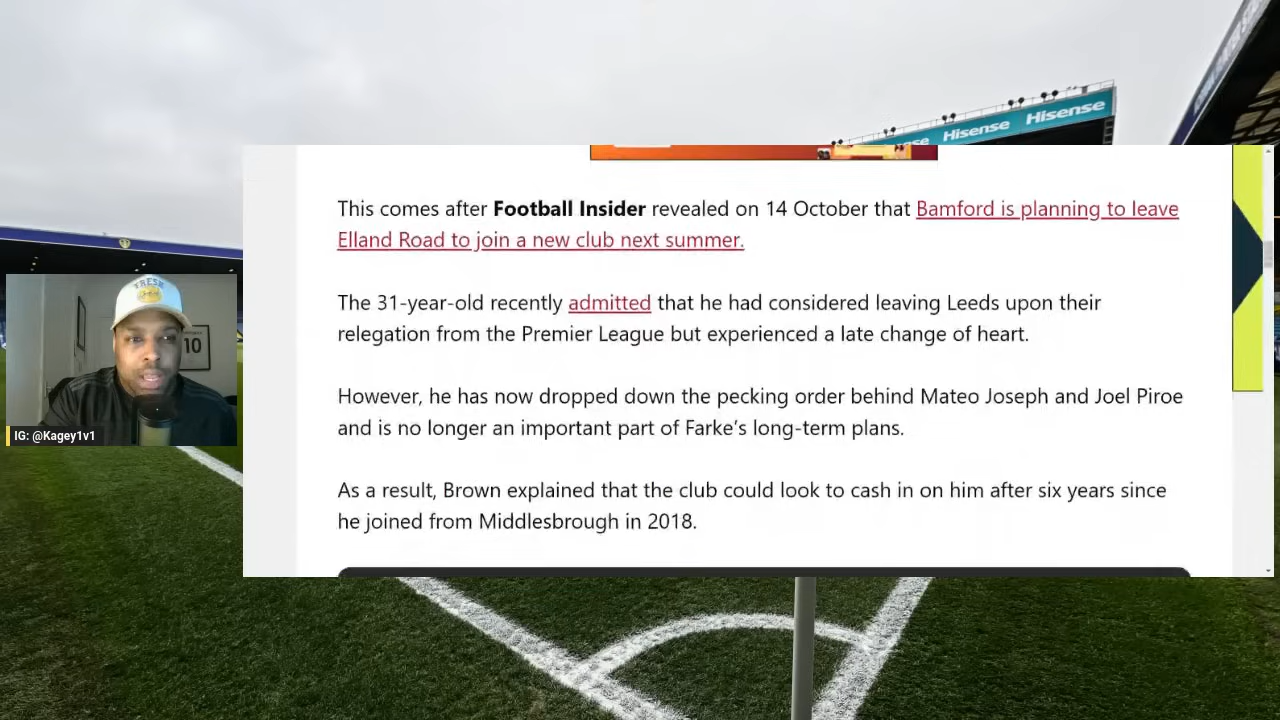 Hisense
Hisense
This comes after Football Insider revealed on 14 October that Bamford is planning to leave
Elland Road to join a new club next summer.
The 31-year-old recently admitted that he had considered leaving Leeds upon their
relegation from the Premier League but experienced a late change of heart.
However, he has now dropped down the pecking order behind Mateo Joseph and Joel Piroe
and is no longer an important part of Farke’s long-term plans.
As a result, Brown explained that the club could look to cash in on him after six years since
he joined from Middlesbrough in 2018.
10
IG: @Kagey1v1